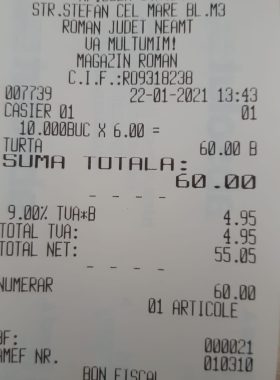 STR.STEFAN CEL MARE BL.M3
ROMAN JUDET NEAMT
VA MULTUMIM!
MAGAZIN ROMAN
C.I.F.:RO9318238
007739 22-01-2021 13:43
CASIER 01 01
10.000BUC X 6.00 =
TURTA 60.00 B
SUMA TOTALA:
60.00
- - - -
9.00% TVA*B 4.95
TOTAL TVA: 4.95
TOTAL NET: 55.05
- - - -
NUMERAR 60.00
01 ARTICOLE
BF: 000021
AMEF NR. 010310
BON FISCAL